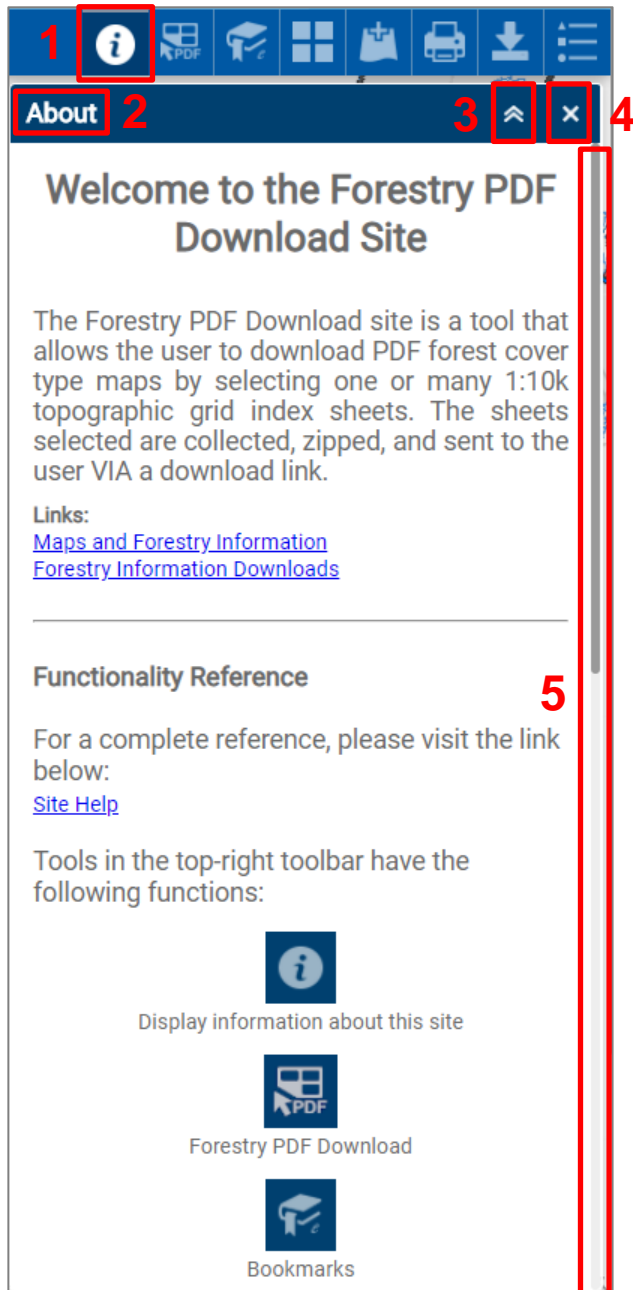 1
PDF
About 2 3 4
Welcome to the Forestry PDF
Download Site
The Forestry PDF Download site is a tool that
allows the user to download PDF forest cover
type maps by selecting one or many 1:10k
topographic grid index sheets. The sheets
selected are collected, zipped, and sent to the
user VIA a download link.
Links:
Maps and Forestry Information
Forestry Information Downloads
Functionality Reference
5
For a complete reference, please visit the link
below:
Site Help
Tools in the top-right toolbar have the
following functions:
Display information about this site
PDF
Forestry PDF Download
Bookmarks